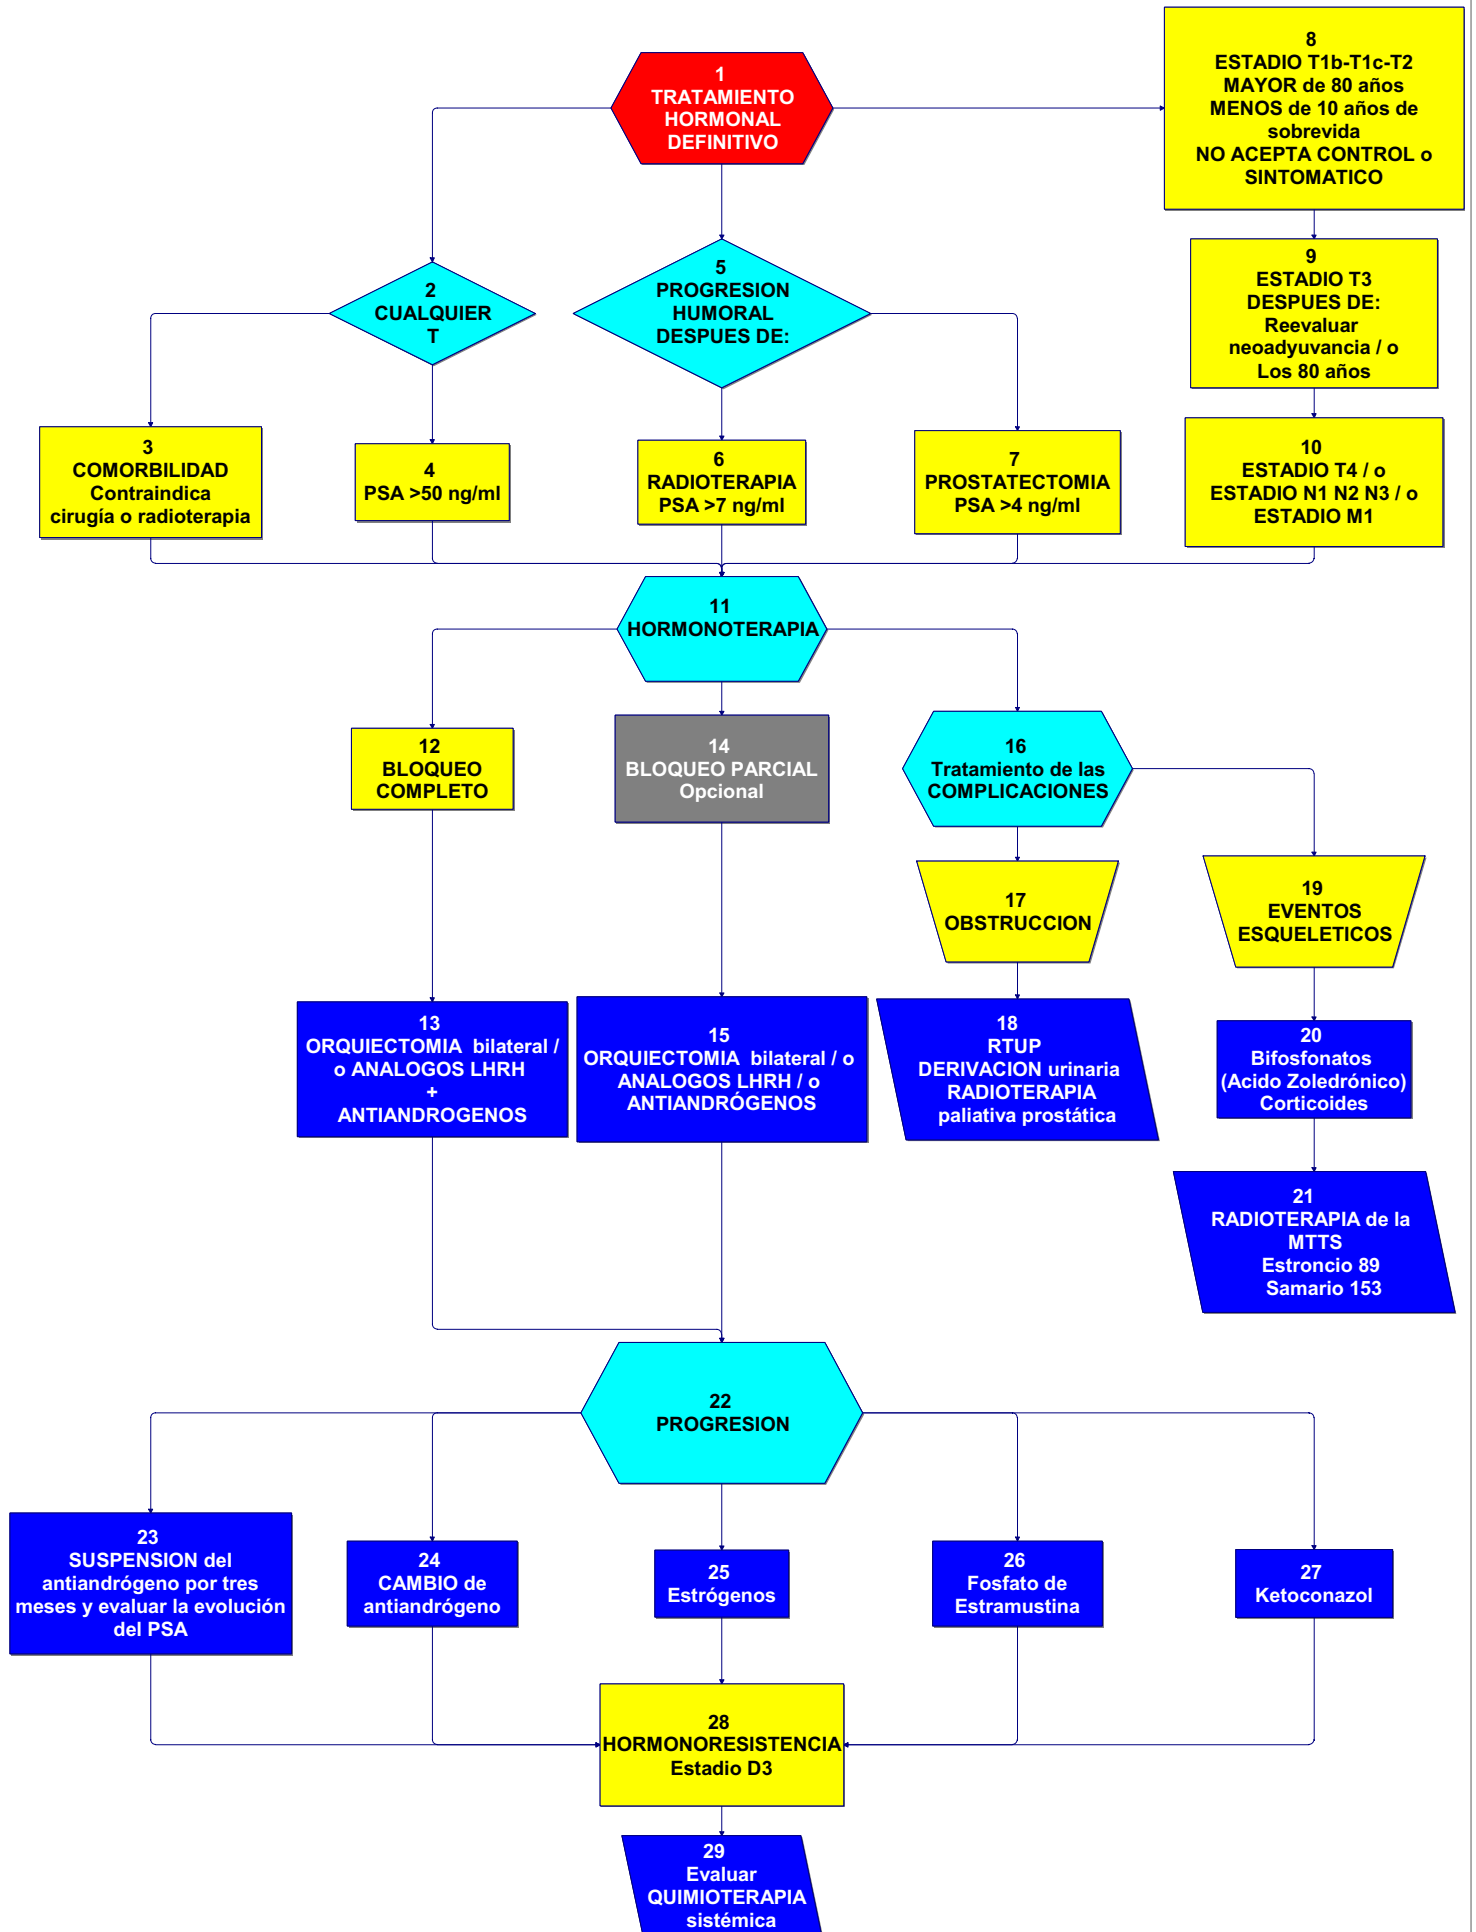 1
TRATAMIENTO
HORMONAL
DEFINITIVO
2
CUALQUIER
T
3
COMORBILIDAD
Contraindica
cirugía o radioterapia
4
PSA >50 ng/ml
5
PROGRESION
HUMORAL
DESPUES DE:
6
RADIOTERAPIA
PSA >7 ng/ml
7
PROSTATECTOMIA
PSA >4 ng/ml
8
ESTADIO T1b-T1c-T2
MAYOR de 80 años
MENOS de 10 años de
sobrevida
NO ACEPTA CONTROL o
SINTOMATICO
9
ESTADIO T3
DESPUES DE:
Reevaluar
neoadyuvancia / o
Los 80 años
10
ESTADIO T4 / o
ESTADIO N1 N2 N3 / o
ESTADIO M1
11
HORMONOTERAPIA
12
BLOQUEO
COMPLETO
13
ORQUIECTOMIA bilateral /
o ANALOGOS LHRH
+
ANTIANDROGENOS
14
BLOQUEO PARCIAL
Opcional
15
ORQUIECTOMIA bilateral / o
ANALOGOS LHRH / o
ANTIANDRÓGENOS
16
Tratamiento de las
COMPLICACIONES
17
OBSTRUCCION
18
RTUP
DERIVACION urinaria
RADIOTERAPIA
paliativa prostática
19
EVENTOS
ESQUELETICOS
20
Bifosfonatos
(Acido Zoledrónico)
Corticoides
21
RADIOTERAPIA de la
MTTS
Estroncio 89
Samario 153
22
PROGRESION
23
SUSPENSION del
antiandrógeno por tres
meses y evaluar la evolución
del PSA
24
CAMBIO de
antiandrógeno
25
Estrógenos
26
Fosfato de
Estramustina
27
Ketoconazol
28
HORMONORESISTENCIA
Estadio D3
29
Evaluar
QUIMIOTERAPIA
sistémica